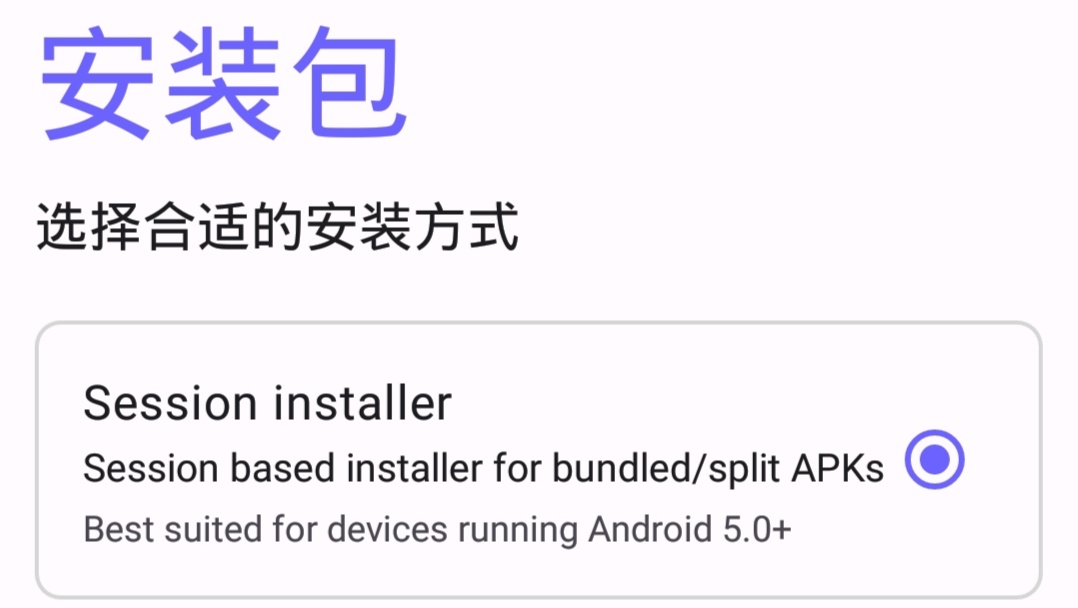 安装包
选择合适的安装方式
Session installer
Session based installer for bundled/split APKs
Best suited for devices running Android 5.0+